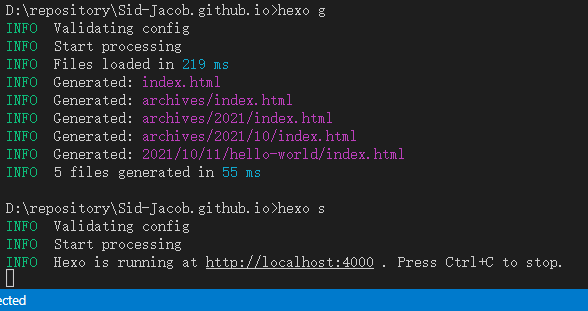 D:\repository\Sid-Jacob.github.io>hexo g
INFO  Validating config
INFO  Start processing
INFO  Files loaded in 219 ms
INFO  Generated: index.html
INFO  Generated: archives/index.html
INFO  Generated: archives/2021/index.html
INFO  Generated: archives/2021/10/index.html
INFO  Generated: 2021/10/11/hello-world/index.html
INFO  5 files generated in 55 ms
D:\repository\Sid-Jacob.github.io>hexo s
INFO  Validating config
INFO  Start processing
INFO  Hexo is running at http://localhost:4000 . Press Ctrl+C to stop.
ected